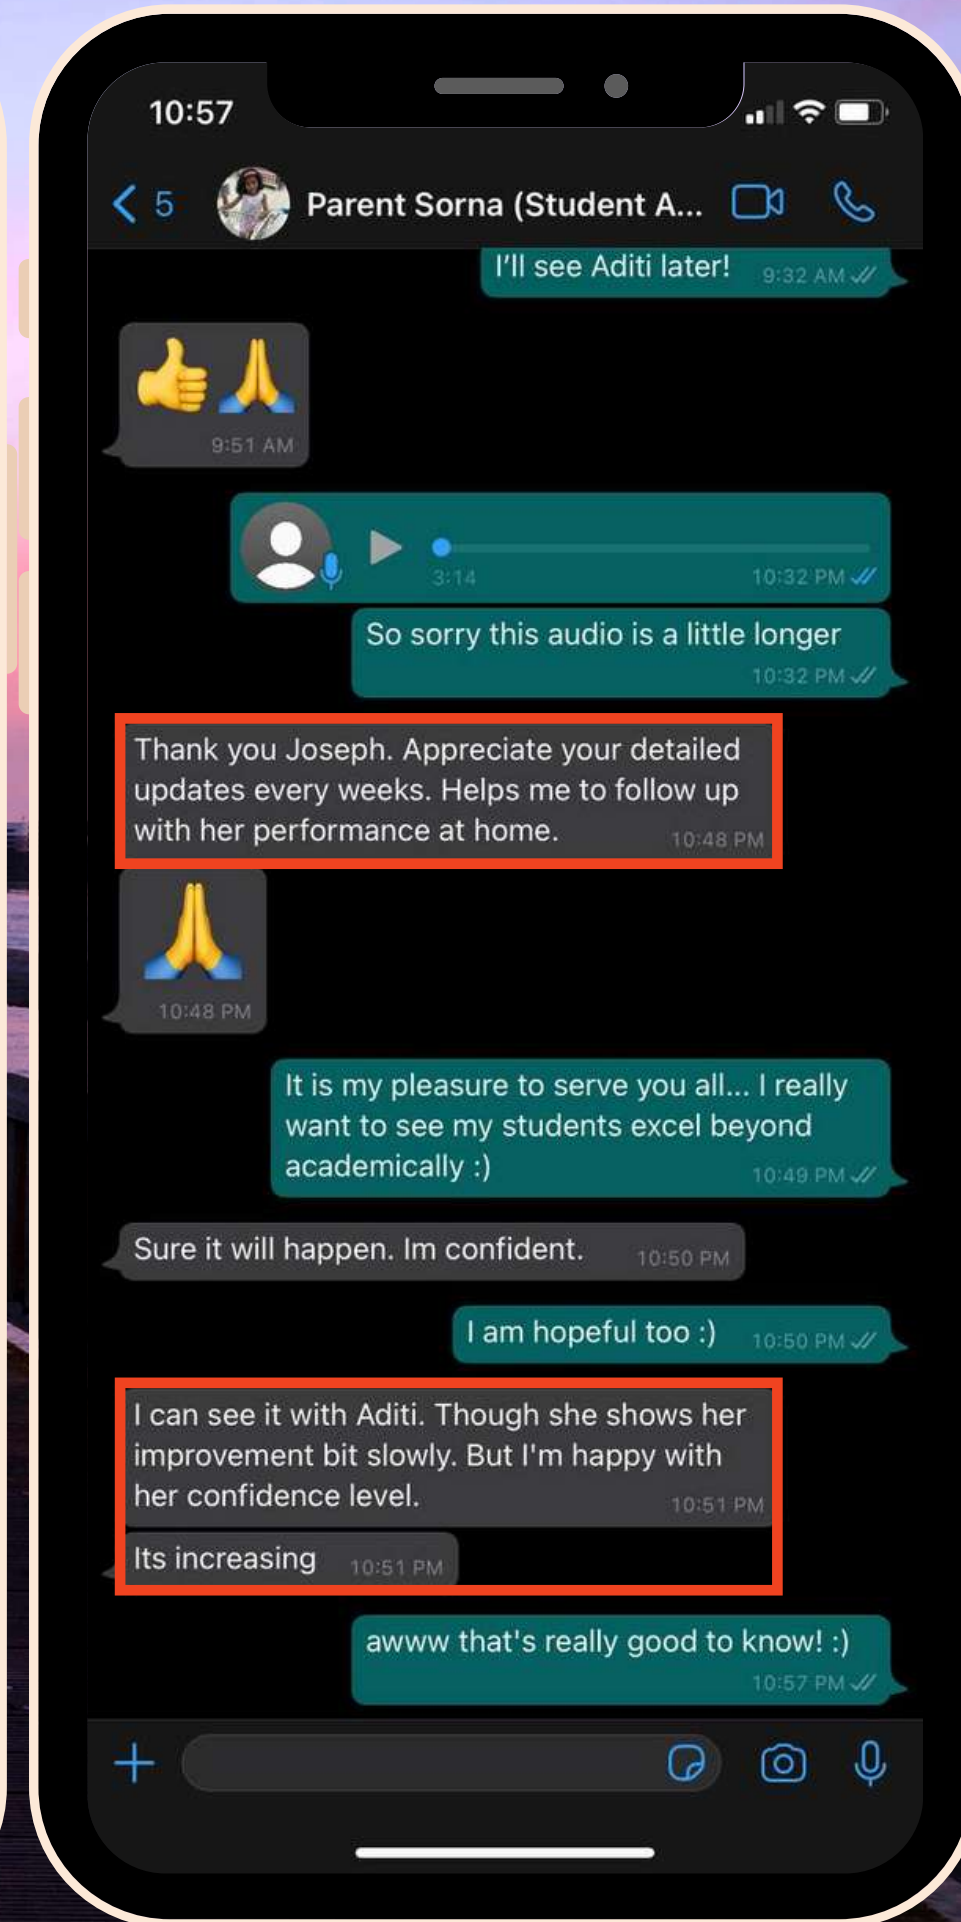 10:57
5
Parent Sorna (Student A...
I'll see Aditi later!
9:32 AM
👍🙏
9:51 AM
3:14
10:32 PM
So sorry this audio is a little longer
10:32 PM
Thank you Joseph. Appreciate your detailed
updates every weeks. Helps me to follow up
with her performance at home.
10:48 PM
🙏
10:48 PM
It is my pleasure to serve you all... I really
want to see my students excel beyond
academically :)
10:49 PM
Sure it will happen. Im confident.
10:50 PM
I am hopeful too :)
10:50 PM
I can see it with Aditi. Though she shows her
improvement bit slowly. But I'm happy with
her confidence level.
10:51 PM
Its increasing
10:51 PM
awww that's really good to know! :)
10:57 PM